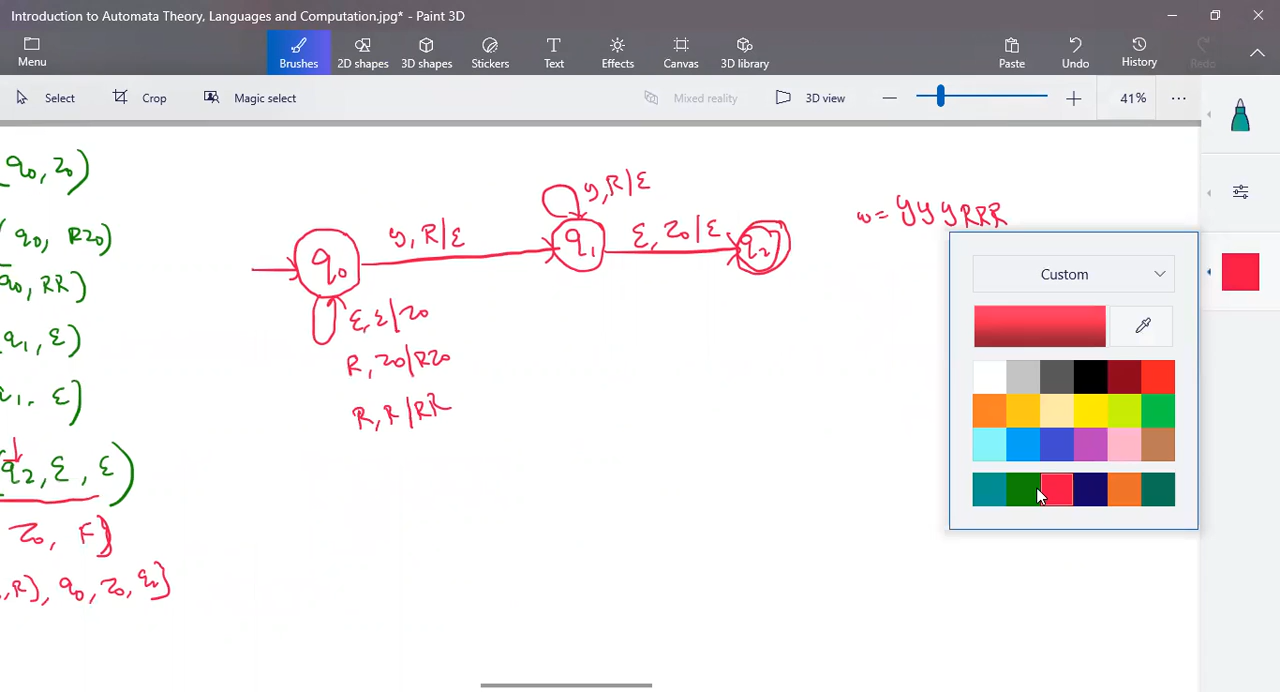 Introduction to Automata Theory, Languages and Computation.jpg* - Paint 3D
Menu
Brushes
2D shapes
3D shapes
Stickers
Text
Effects
Canvas
3D library
Paste
Undo
History
Redo
Select
Crop
Magic select
Mixed reality
3D view
41%
q0, z0)
q0, Rz0)
q0, RR)
q1, ε)
q1, ε)
q2, ε, ε)
z0, F)
,R}, q0, z0, q2}
y,R|ε
q0
ε,ε/z0
R,z0/Rz0
R,R/RR
y,R|ε
q1
ε,z0|ε
q2
w= yyyRRR
Custom